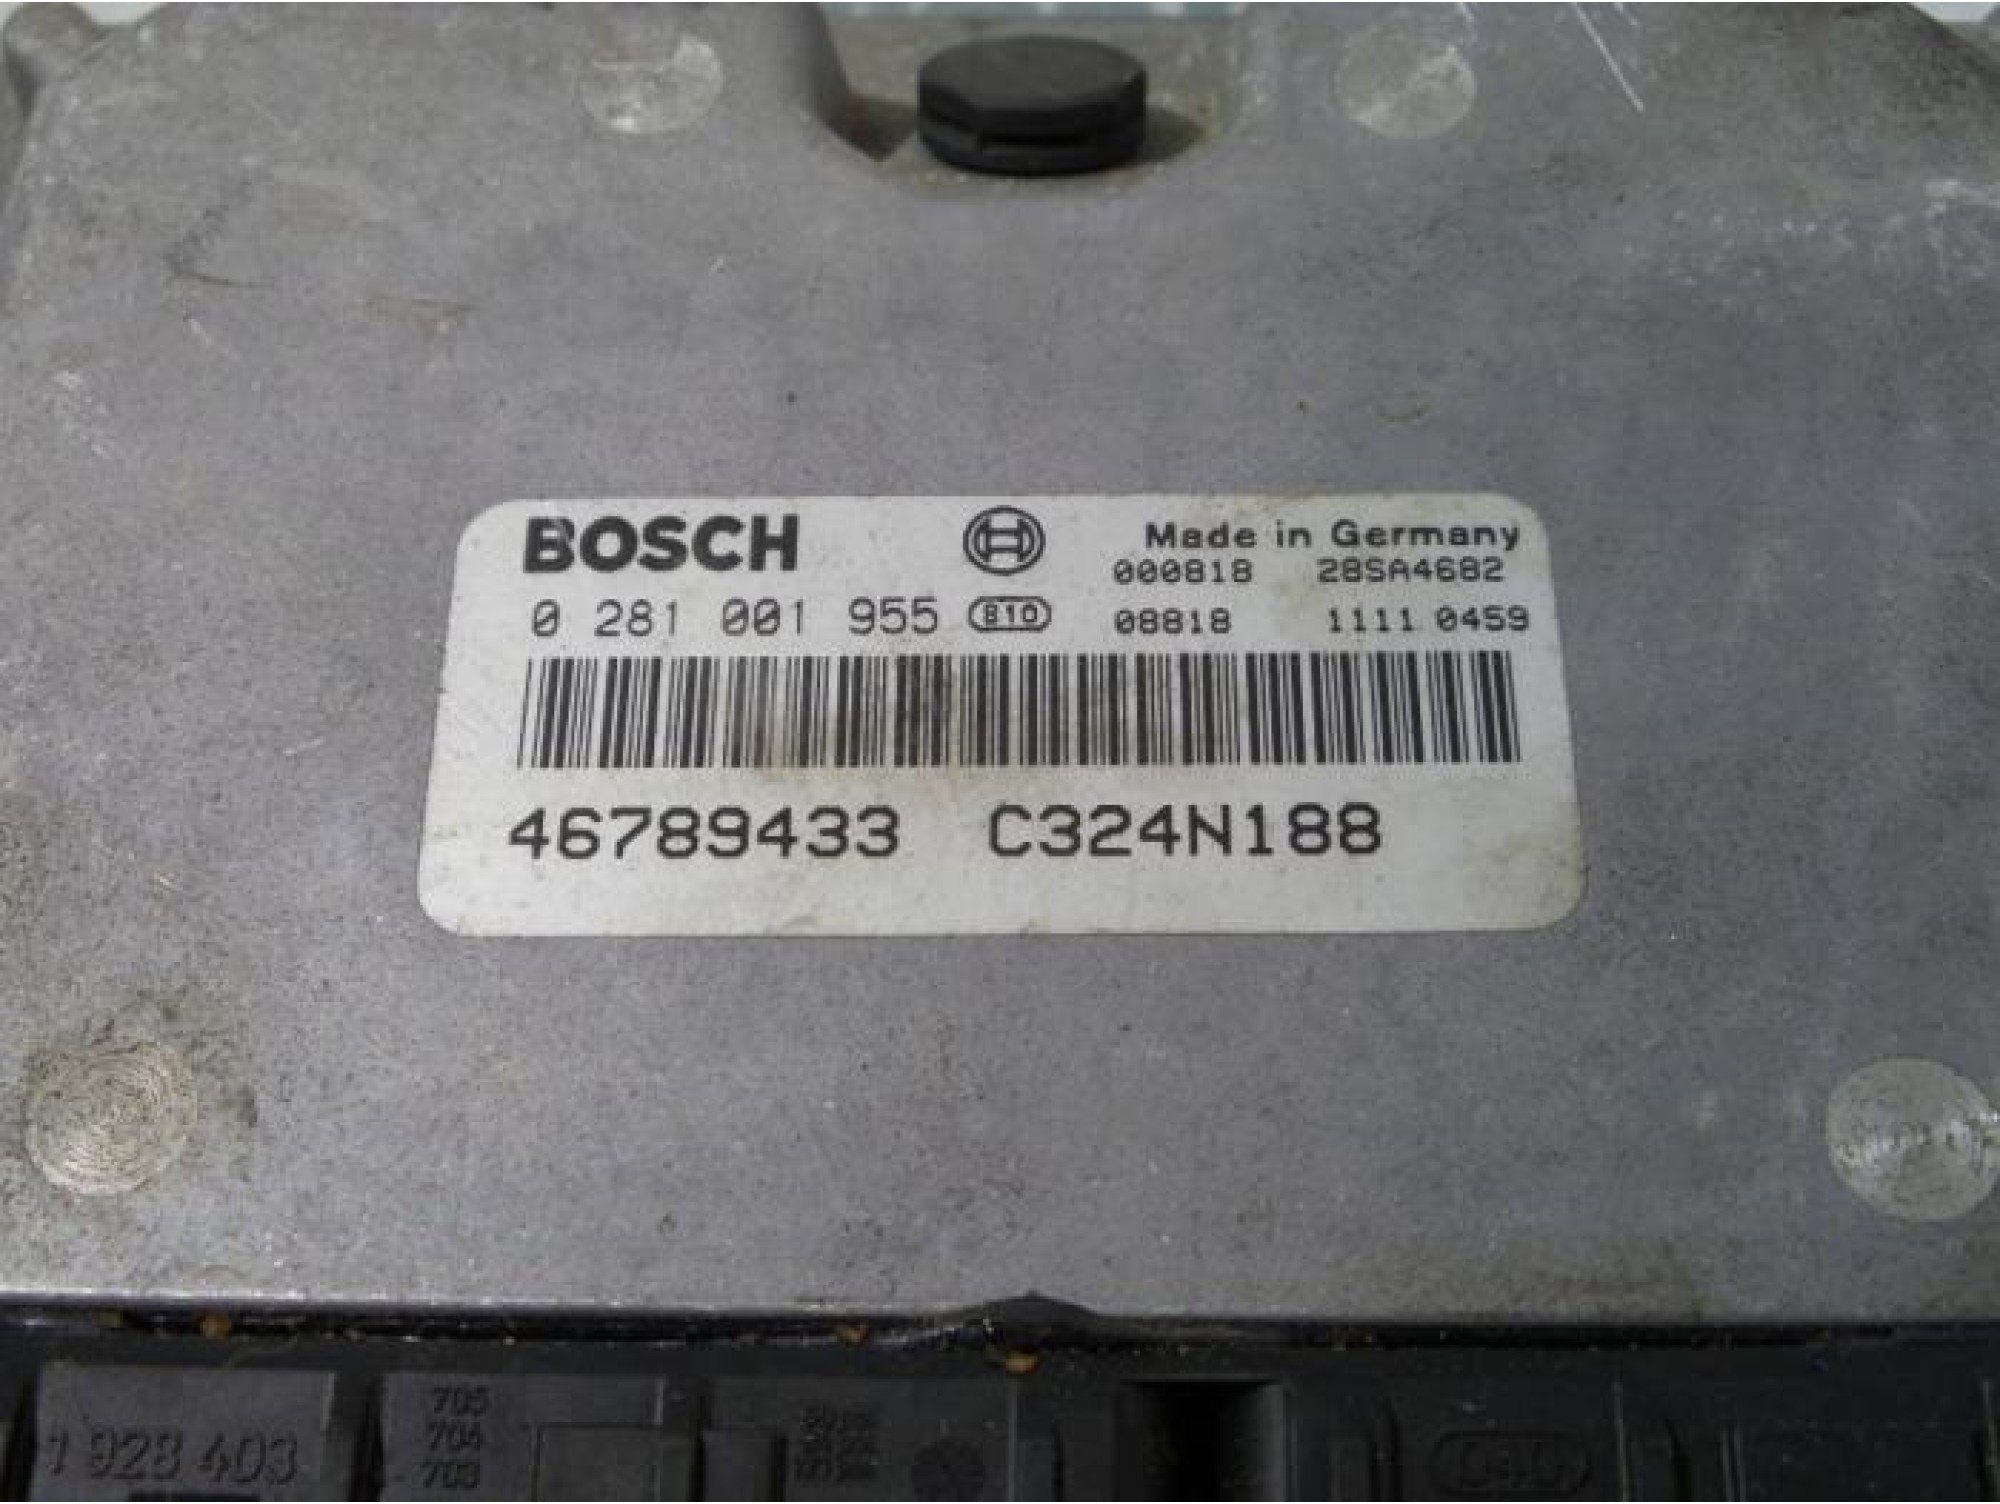 BOSCH Made in Germany
000818 28SA4682
0 281 001 955 810 08818 1111 0459
46789433 C324N188
1 928 403
705
704
703